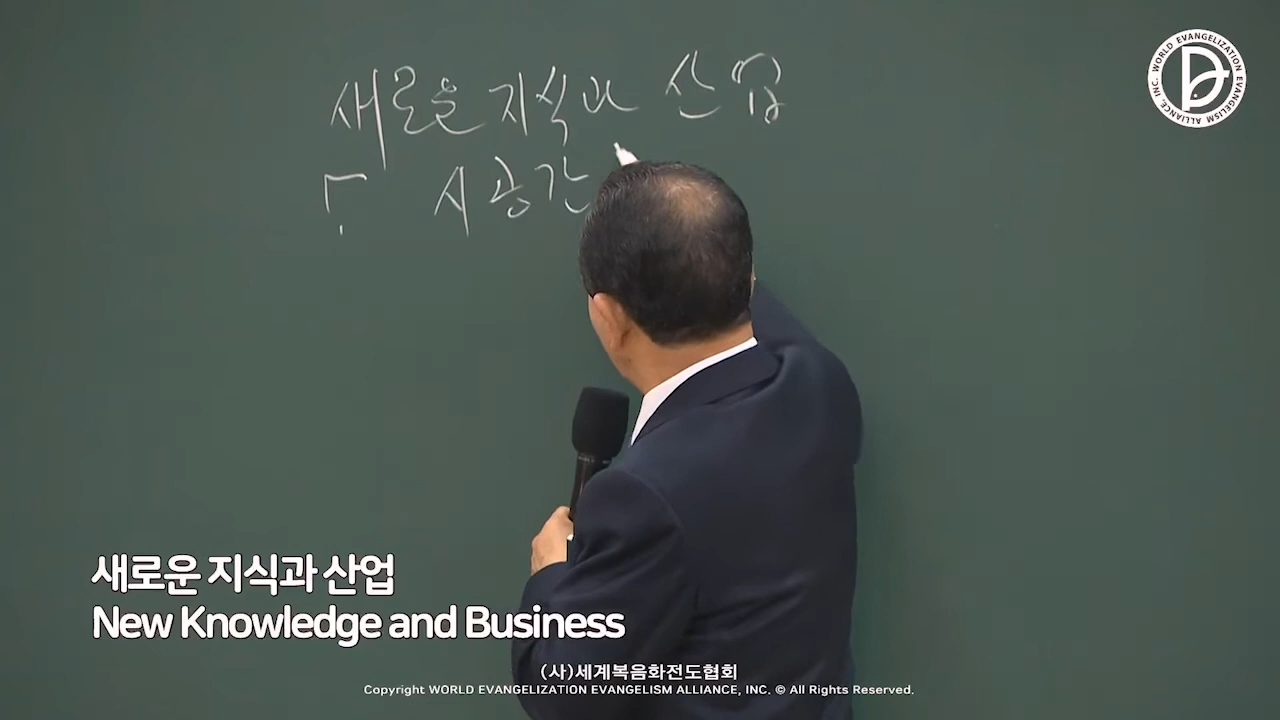 새로운 지식과 산업
Γ. 시공간
WORLD EVANGELIZATION EVANGELISM ALLIANCE, INC.
새로운 지식과 산업
New Knowledge and Business
(사)세계복음화전도협회
Copyright WORLD EVANGELIZATION EVANGELISM ALLIANCE, INC. © All Rights Reserved.